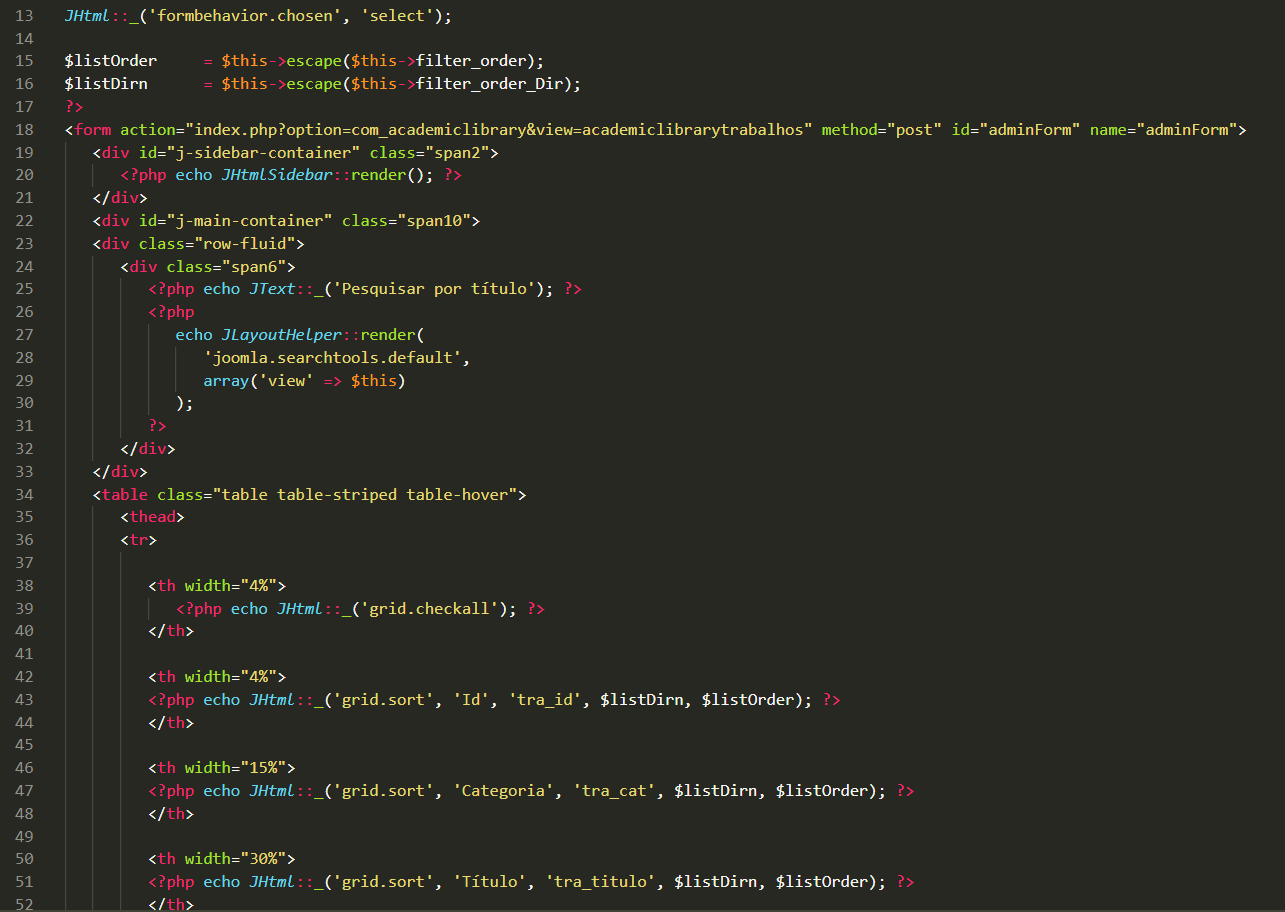 13 JHtml::_('formbehavior.chosen', 'select');
14
15 $listOrder     = $this->escape($this->filter_order);
16 $listDirn      = $this->escape($this->filter_order_Dir);
17 ?>
18 <form action="index.php?option=com_academiclibrary&view=academiclibrarytrabalhos" method="post" id="adminForm" name="adminForm">
19    <div id="j-sidebar-container" class="span2">
20       <?php echo JHtmlSidebar::render(); ?>
21    </div>
22    <div id="j-main-container" class="span10">
23    <div class="row-fluid">
24       <div class="span6">
25          <?php echo JText::_('Pesquisar por título'); ?>
26          <?php
27             echo JLayoutHelper::render(
28                'joomla.searchtools.default',
29                array('view' => $this)
30             );
31          ?>
32       </div>
33    </div>
34    <table class="table table-striped table-hover">
35       <thead>
36       <tr>
37
38          <th width="4%">
39             <?php echo JHtml::_('grid.checkall'); ?>
40          </th>
41
42          <th width="4%">
43          <?php echo JHtml::_('grid.sort', 'Id', 'tra_id', $listDirn, $listOrder); ?>
44          </th>
45
46          <th width="15%">
47          <?php echo JHtml::_('grid.sort', 'Categoria', 'tra_cat', $listDirn, $listOrder); ?>
48          </th>
49
50          <th width="30%">
51          <?php echo JHtml::_('grid.sort', 'Título', 'tra_titulo', $listDirn, $listOrder); ?>
52          </th>